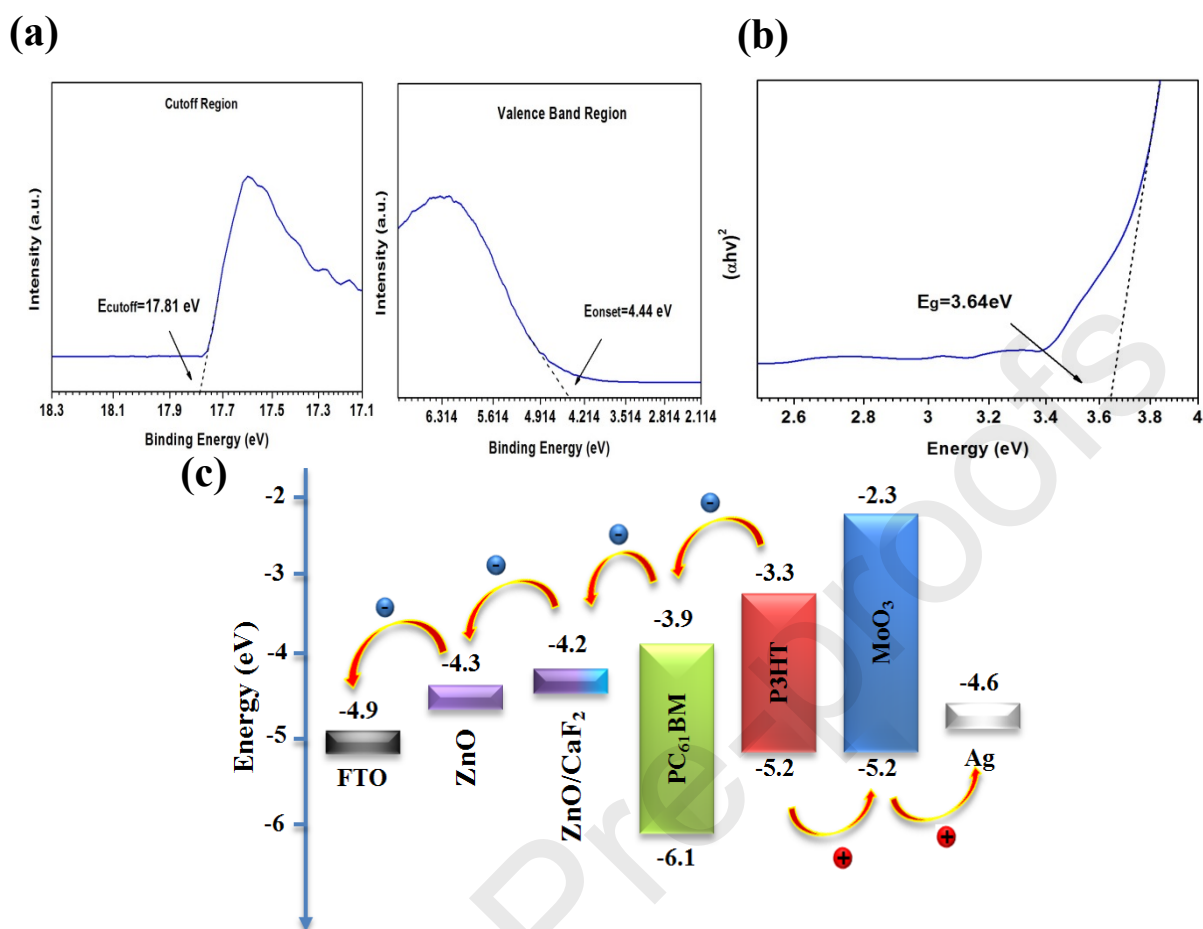 (a)
Cutoff Region
Intensity (a.u.)
Ecutoff=17.81 eV
18.3 18.1 17.9 17.7 17.5 17.3 17.1
Binding Energy (eV)
Valence Band Region
Intensity (a.u.)
Eonset=4.44 eV
6.314 5.614 4.914 4.214 3.514 2.814 2.114
Binding Energy (eV)
(b)
(αhν)²
Eg=3.64eV
2.6 2.8 3 3.2 3.4 3.6 3.8 4
Energy (eV)
(c)
Energy (eV)
-2
-3
-4
-5
-6
-4.9
FTO
-4.3
ZnO
-4.2
ZnO/CaF₂
-3.9
PC₆₁BM
-6.1
-3.3
P3HT
-5.2
-2.3
MoO₃
-5.2
-4.6
Ag
- - - -
+ +
Pre-proofs